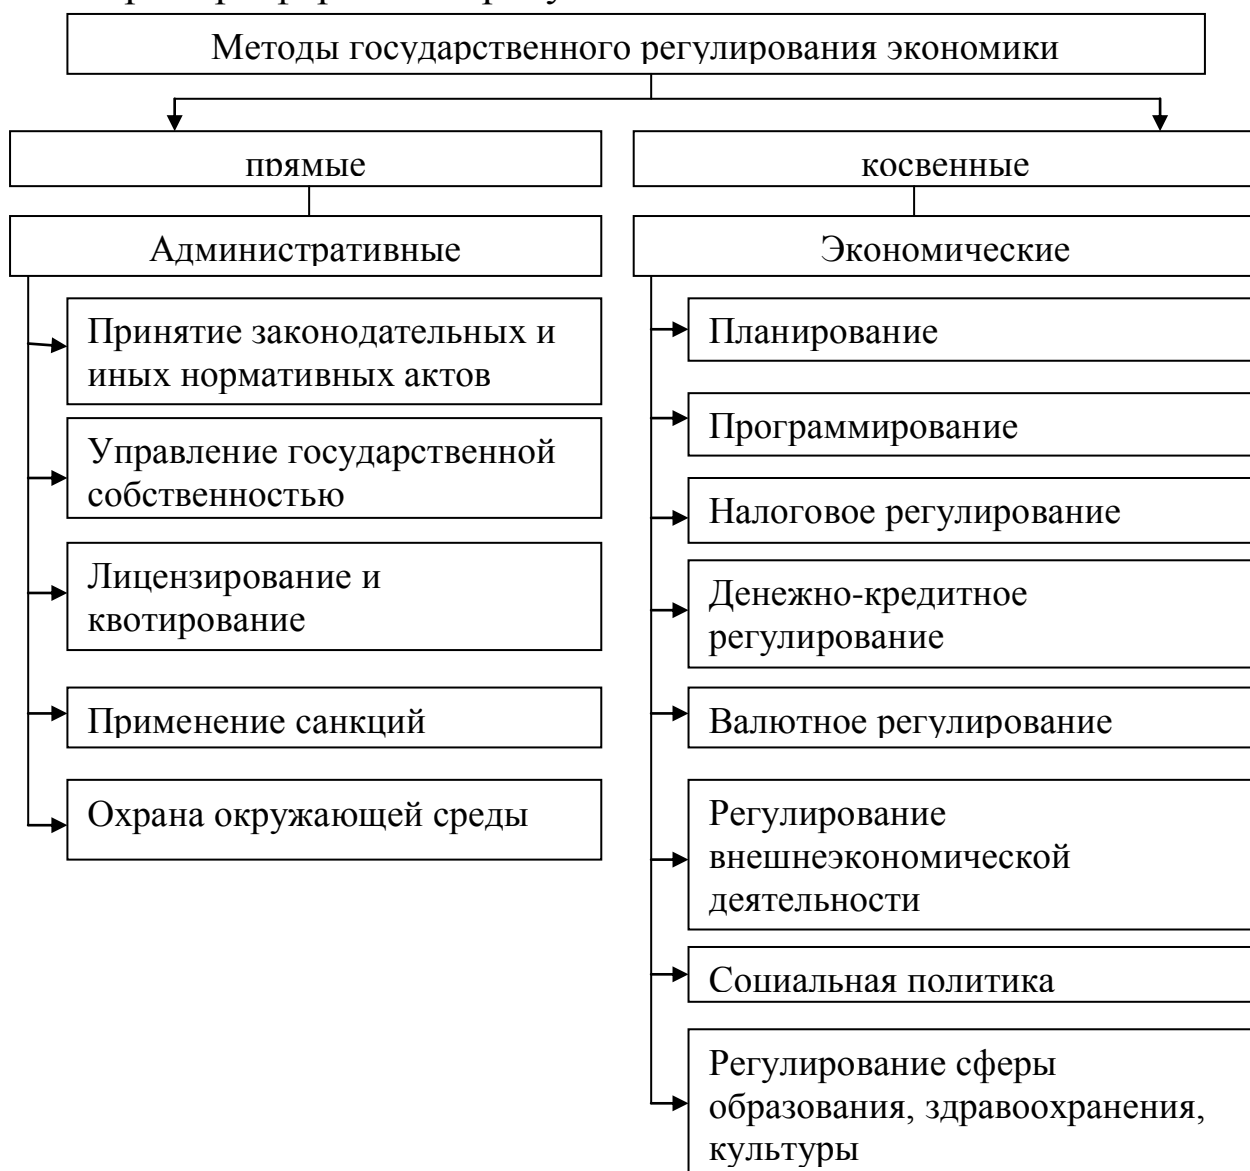 Методы государственного регулирования экономики
прямые
косвенные
Административные
Экономические
Принятие законодательных и
иных нормативных актов
Управление государственной
собственностью
Лицензирование и
квотирование
Применение санкций
Охрана окружающей среды
Планирование
Программирование
Налоговое регулирование
Денежно-кредитное
регулирование
Валютное регулирование
Регулирование
внешнеэкономической
деятельности
Социальная политика
Регулирование сферы
образования, здравоохранения,
культуры